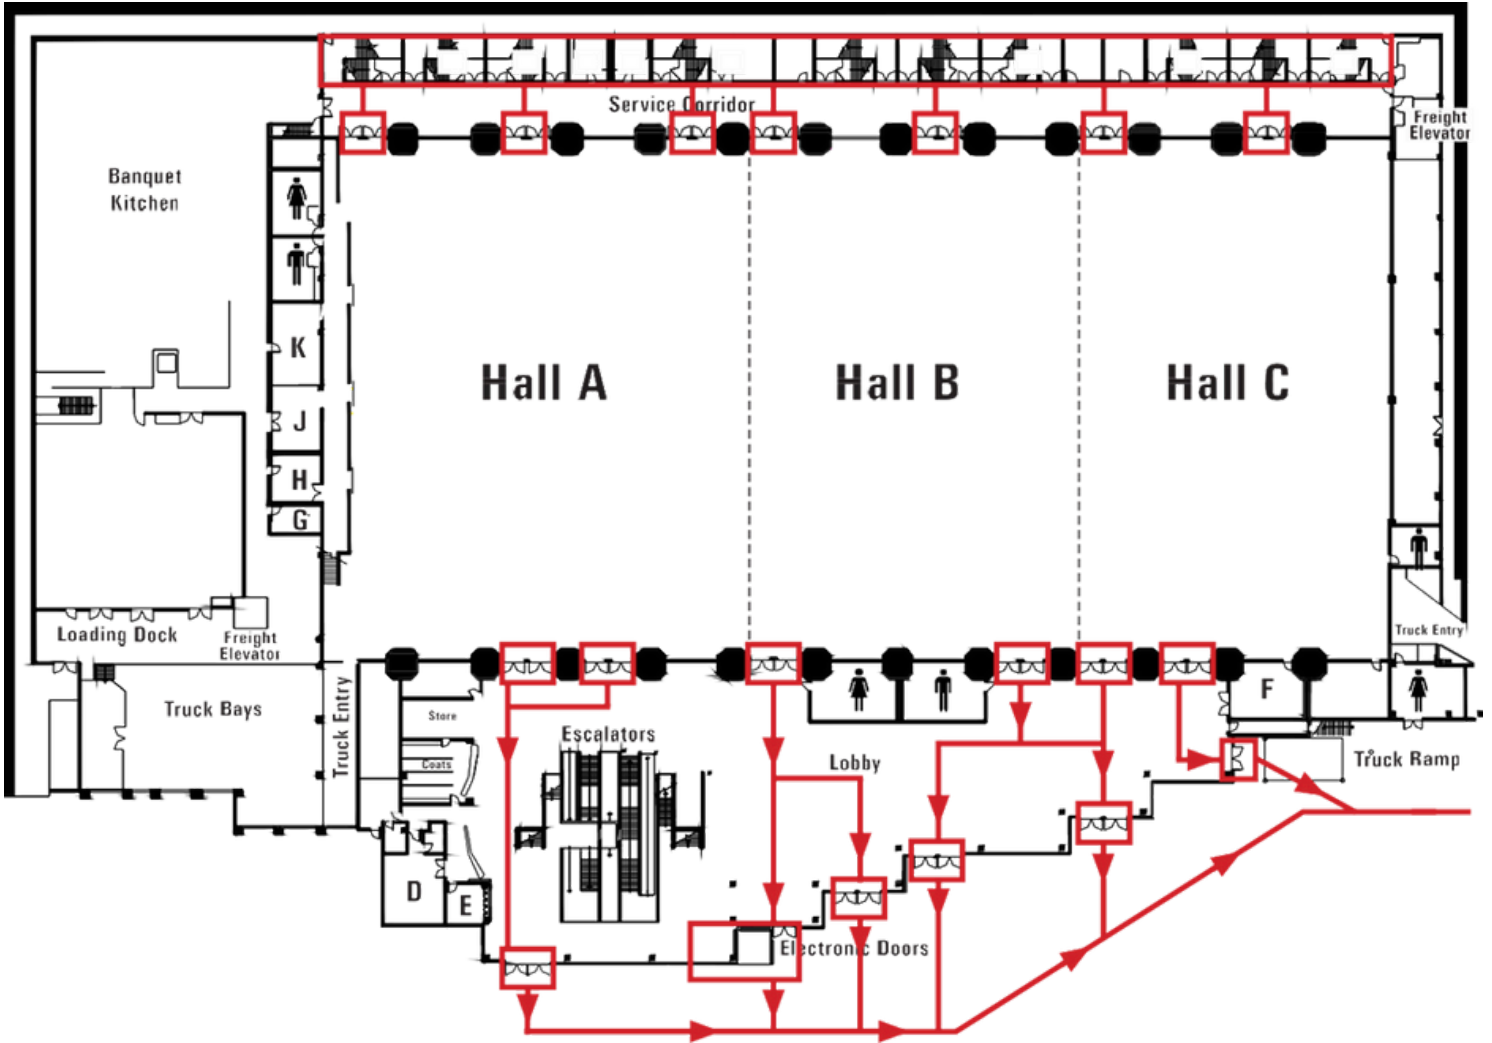 Service Corridor
Freight
Elevator
Banquet
Kitchen
K
Hall A
Hall B
Hall C
J
H
G
Loading Dock
Freight
Elevator
Truck Entry
Truck Bays
Truck Entry
Store
Escalators
F
Coats
Lobby
Truck Ramp
D
E
Electronic Doors